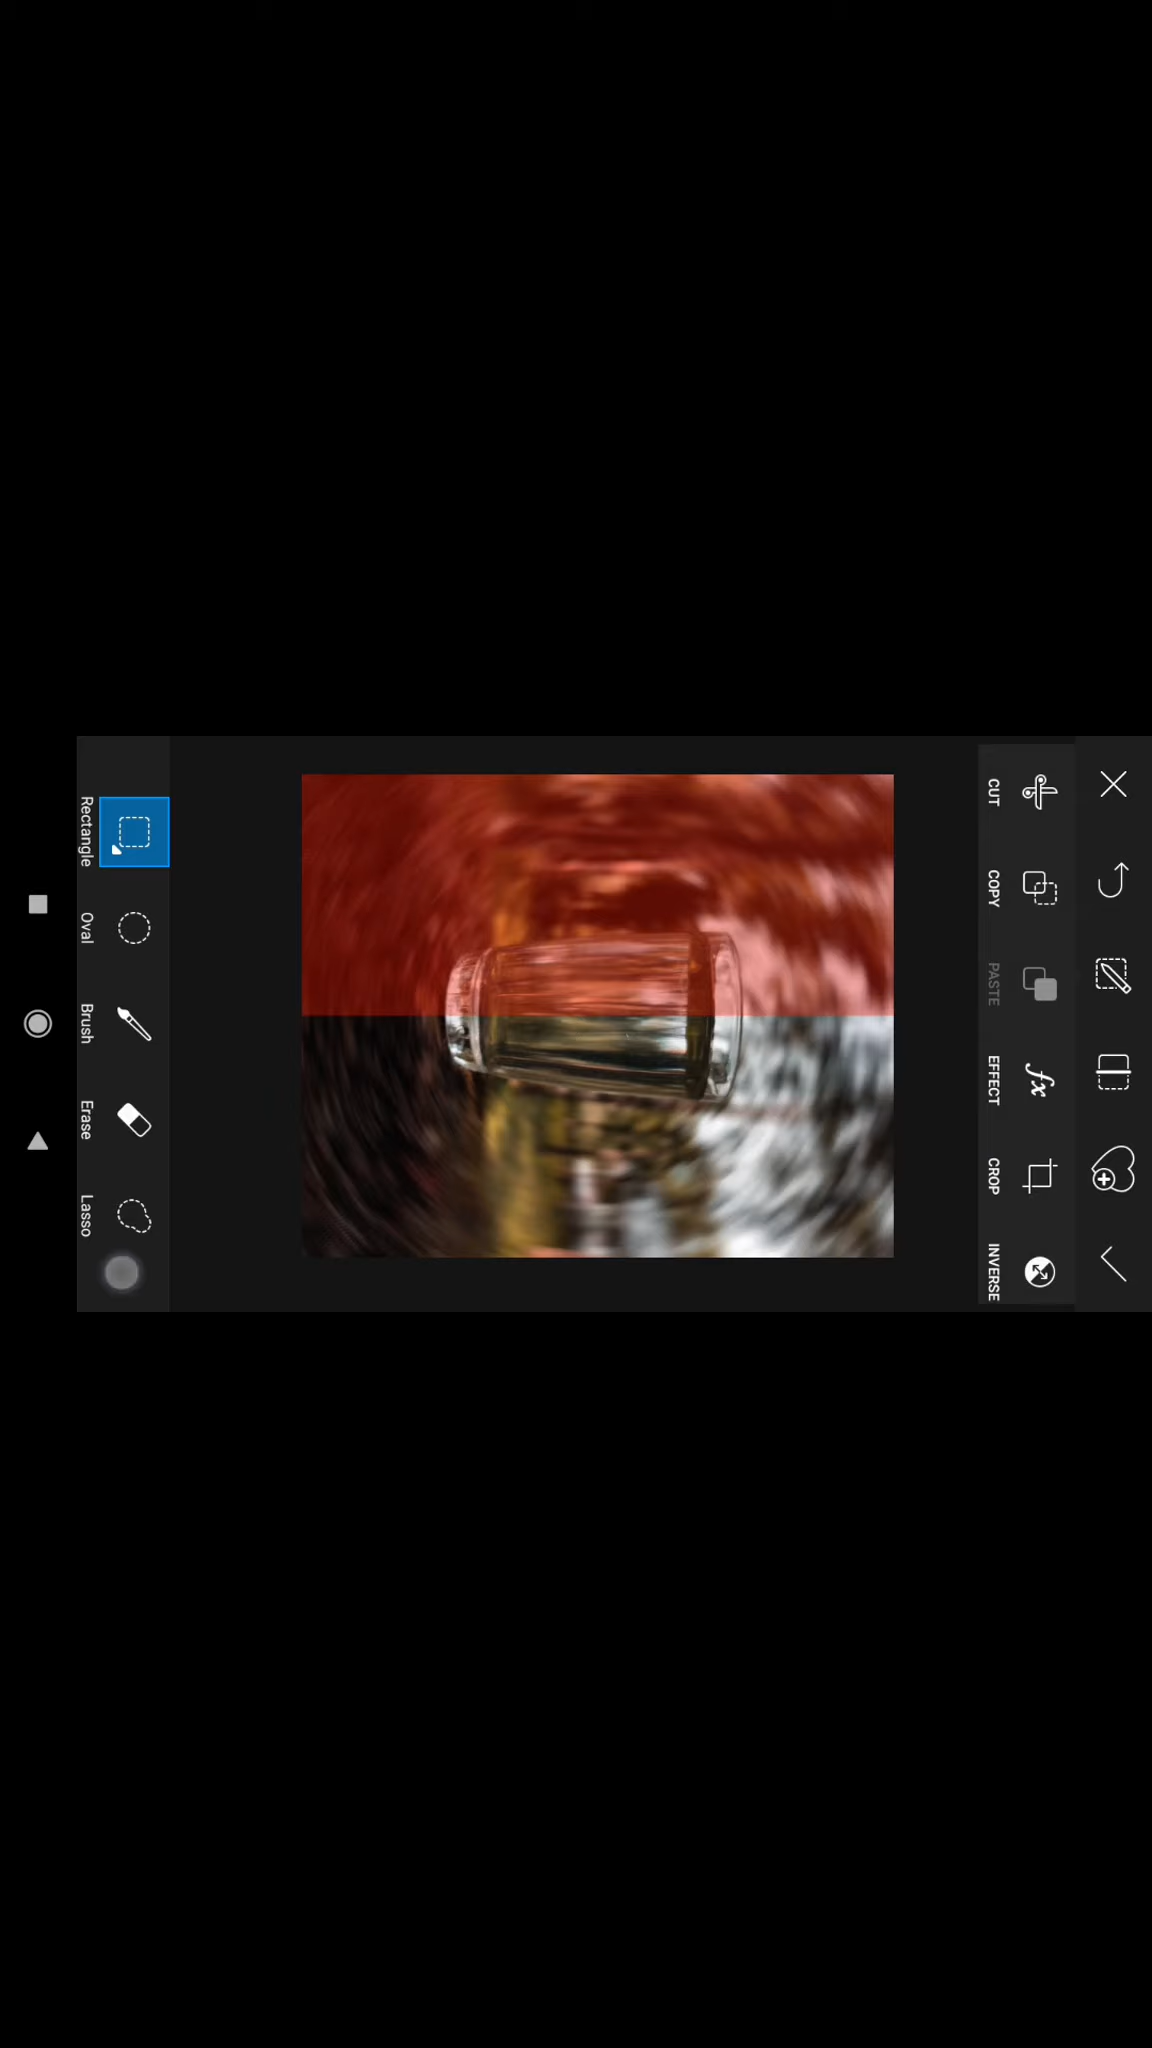 CUT
COPY
PASTE
EFFECT
CROP
INVERSE
Rectangle
Oval
Brush
Erase
Lasso